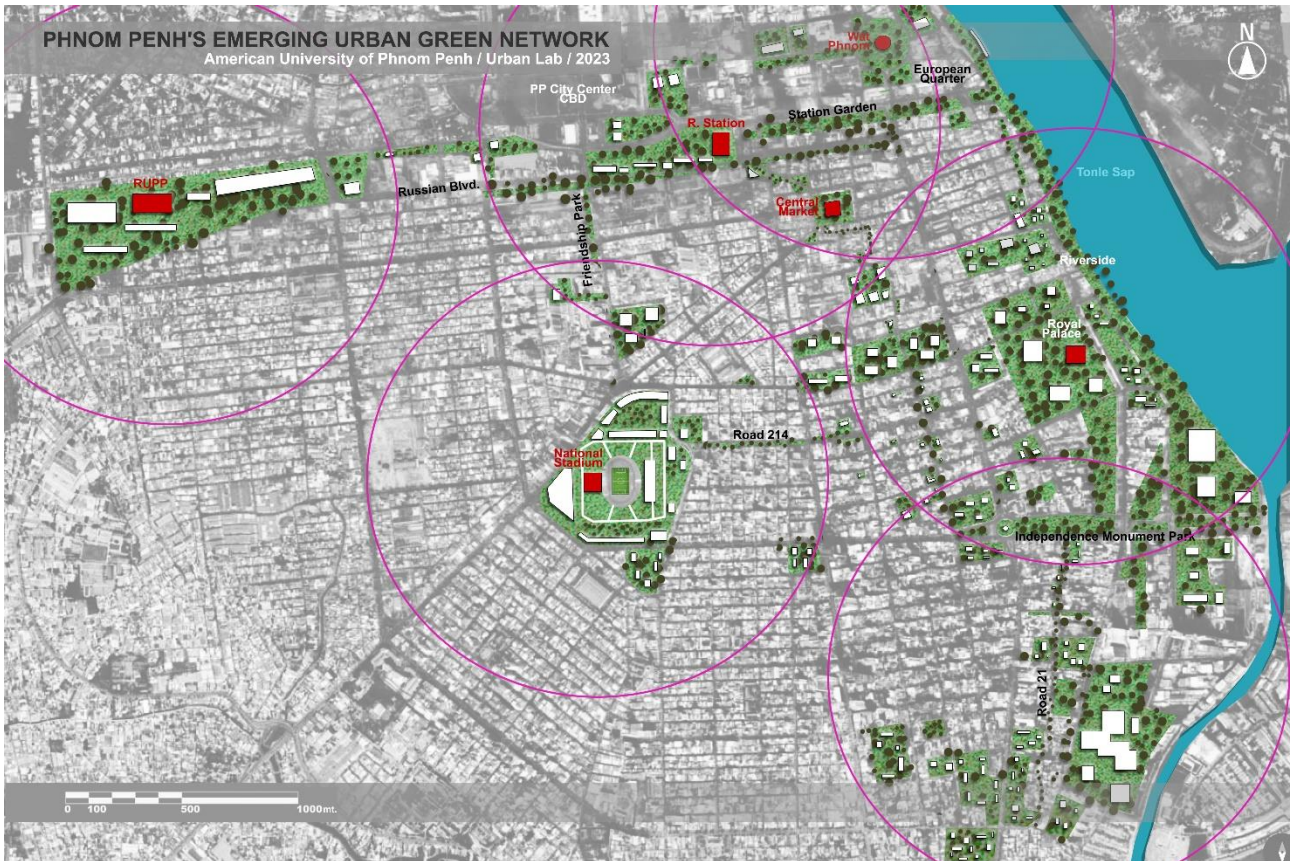 PHNOM PENH'S EMERGING URBAN GREEN NETWORK
American University of Phnom Penh / Urban Lab / 2023
N
Wat
Phnom
European
Quarter
PP City Center
CBD
Station Garden
R. Station
Tonle Sap
RUPP
Russian Blvd.
Friendship Park
Central
Market
Riverside
Royal
Palace
Road 214
National
Stadium
Independence Monument Park
Road 21
0 100 500 1000mt.